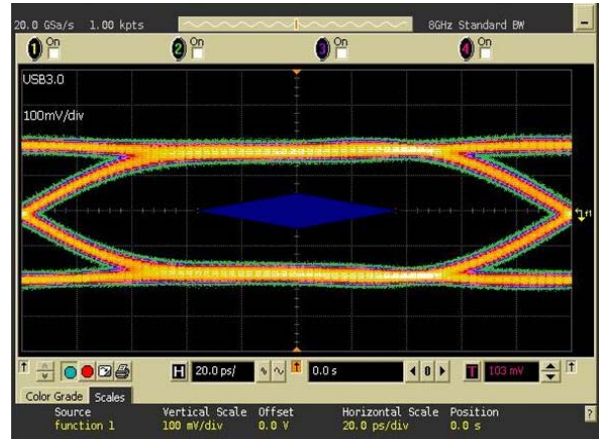 20.0 GSa/s 1.00 kpts 8GHz Standard BW
1 On 2 On 3 On 4 On
USB3.0
100mV/div
f1
H 20.0 ps/ 0.0 s 0 T 103 mV
Color Grade Scales
Source Vertical Scale Offset Horizontal Scale Position
function 1 100 mV/div 0.0 V 20.0 ps/div 0.0 s
?